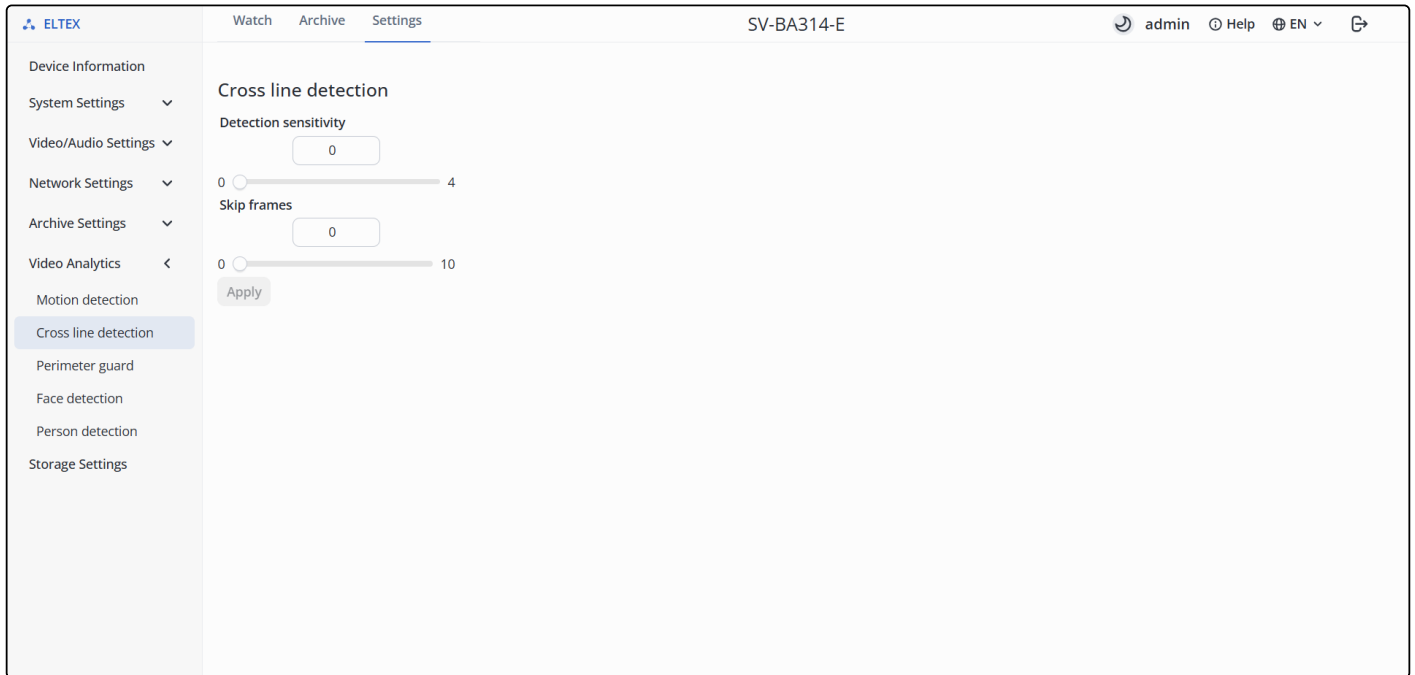 ELTEX
Watch Archive Settings
SV-BA314-E
admin Help EN
Device Information
System Settings
Video/Audio Settings
Network Settings
Archive Settings
Video Analytics
Motion detection
Cross line detection
Perimeter guard
Face detection
Person detection
Storage Settings
Cross line detection
Detection sensitivity
0
0 4
Skip frames
0
0 10
Apply